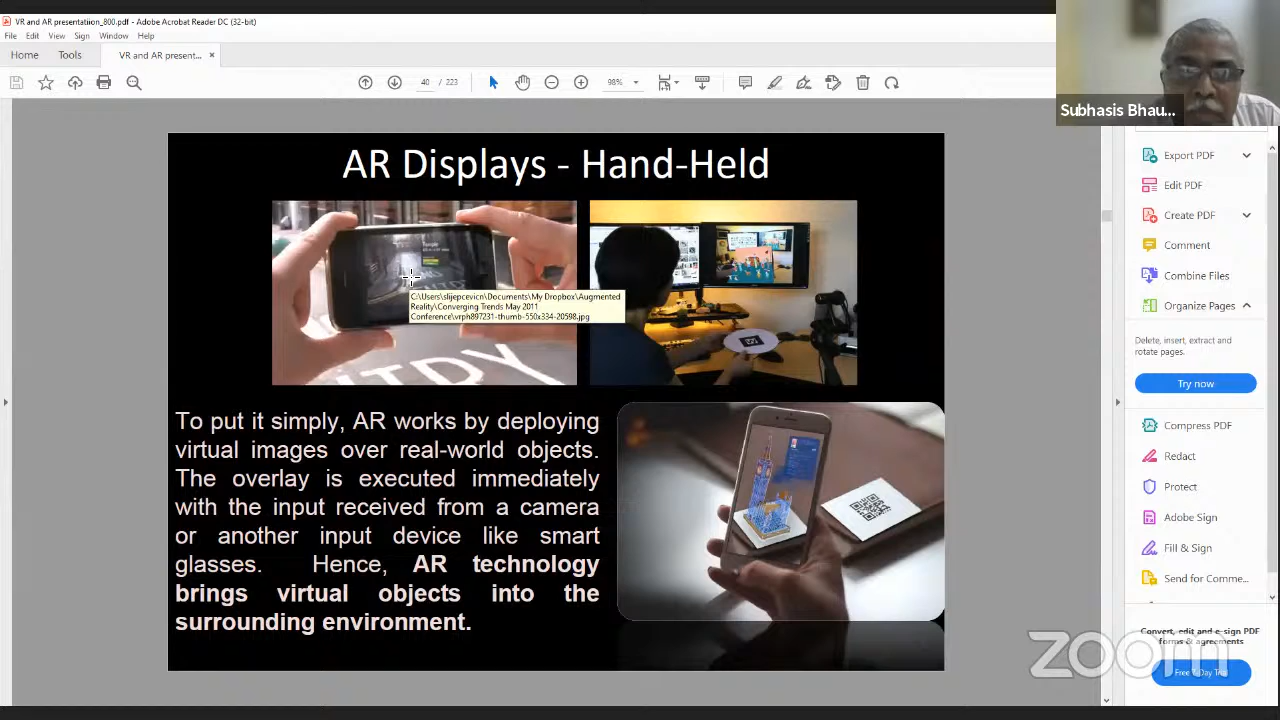 VR and AR presentatiion_800.pdf - Adobe Acrobat Reader DC (32-bit)
File Edit View Sign Window Help
Home Tools VR and AR present... ×
40 / 223 98%
Subhasis Bhau...
AR Displays - Hand-Held
C:\Users\slijepcevicn\Documents\My Dropbox\Augmented
Reality\Converging Trends May 2011
Conference\vrph897231-thumb-550x334-20598.jpg
To put it simply, AR works by deploying
virtual images over real-world objects.
The overlay is executed immediately
with the input received from a camera
or another input device like smart
glasses. Hence, AR technology
brings virtual objects into the
surrounding environment.
Export PDF
Edit PDF
Create PDF
Comment
Combine Files
Organize Pages
Delete, insert, extract and
rotate pages.
Try now
Compress PDF
Redact
Protect
Adobe Sign
Fill & Sign
Send for Comme...
Convert, edit and e-sign PDF
forms & agreements
Free 7-Day Trial
zoom